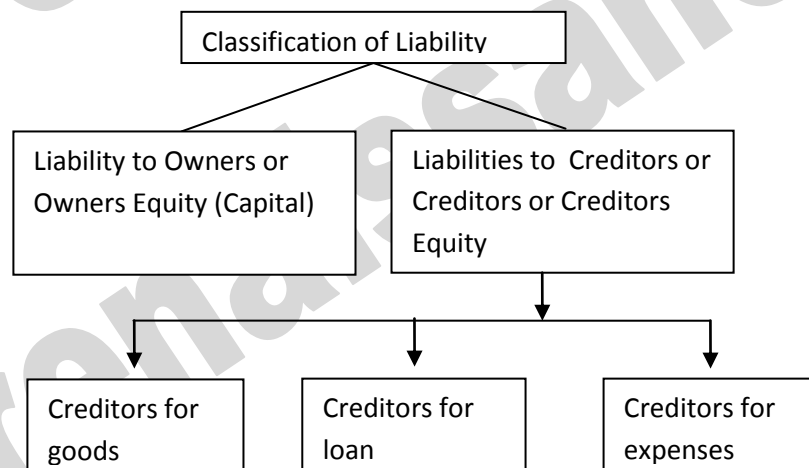 Classification of Liability
Liability to Owners or
Owners Equity (Capital)
Liabilities to Creditors or
Creditors or Creditors
Equity
Creditors for
goods
Creditors for
loan
Creditors for
expenses